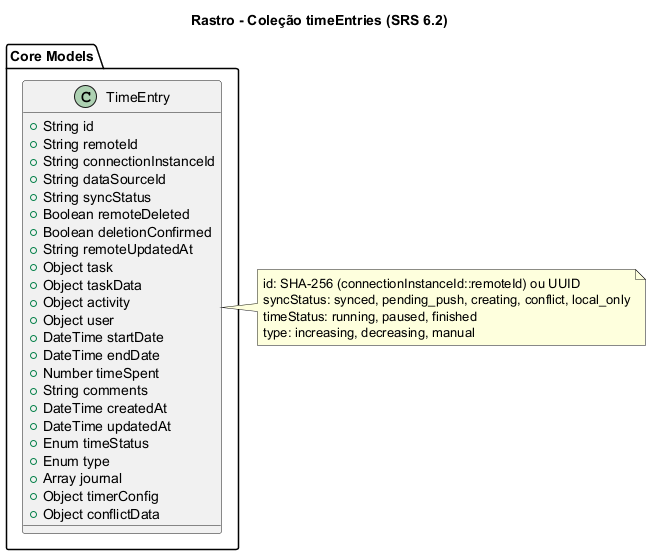 Rastro - Coleção timeEntries (SRS 6.2)
Core Models
C TimeEntry
String id
String remoteId
String connectionInstanceId
String dataSourceId
String syncStatus
Boolean remoteDeleted
Boolean deletionConfirmed
String remoteUpdatedAt
Object task
Object taskData
Object activity
Object user
DateTime startDate
DateTime endDate
Number timeSpent
String comments
DateTime createdAt
DateTime updatedAt
Enum timeStatus
Enum type
Array journal
Object timerConfig
Object conflictData
id: SHA-256 (connectionInstanceId::remoteId) ou UUID
syncStatus: synced, pending_push, creating, conflict, local_only
timeStatus: running, paused, finished
type: increasing, decreasing, manual